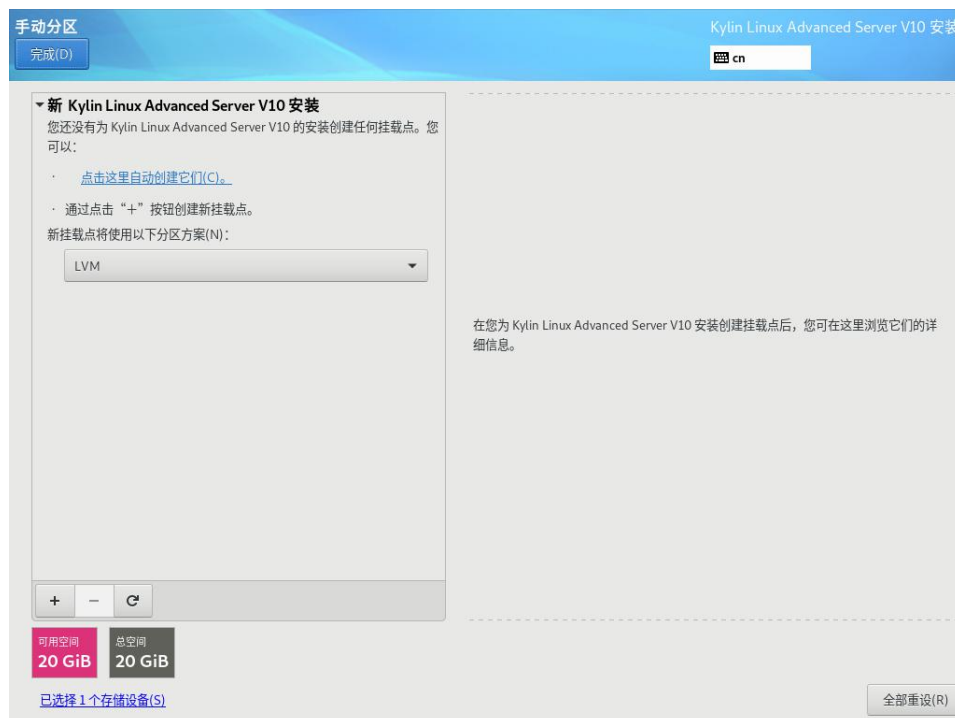 手动分区
Kylin Linux Advanced Server V10 安装
完成(D)
cn
新 Kylin Linux Advanced Server V10 安装
您还没有为 Kylin Linux Advanced Server V10 的安装创建任何挂载点。您
可以：
· 点击这里自动创建它们(C)。
· 通过点击“+”按钮创建新挂载点。
新挂载点将使用以下分区方案(N)：
LVM
在您为 Kylin Linux Advanced Server V10 安装创建挂载点后，您可在这里浏览它们的详
细信息。
+ − 
可用空间
20 GiB
总空间
20 GiB
已选择 1 个存储设备(S)
全部重设(R)